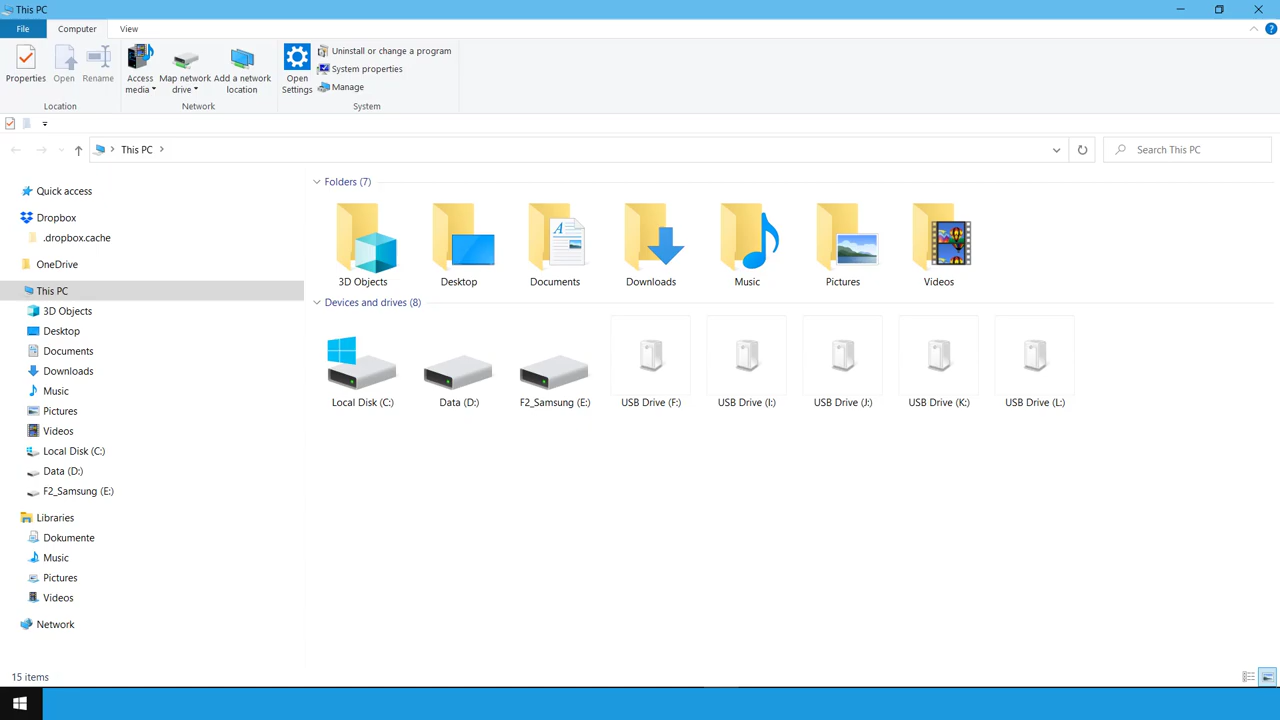 This PC
File
Computer
View
Properties
Open
Rename
Access media
Map network drive
Add a network location
Open Settings
Uninstall or change a program
System properties
Manage
Location
Network
System
This PC
Search This PC
Quick access
Dropbox
.dropbox.cache
OneDrive
This PC
3D Objects
Desktop
Documents
Downloads
Music
Pictures
Videos
Local Disk (C:)
Data (D:)
F2_Samsung (E:)
Libraries
Dokumente
Music
Pictures
Videos
Network
Folders (7)
3D Objects
Desktop
Documents
Downloads
Music
Pictures
Videos
Devices and drives (8)
Local Disk (C:)
Data (D:)
F2_Samsung (E:)
USB Drive (F:)
USB Drive (I:)
USB Drive (J:)
USB Drive (K:)
USB Drive (L:)
15 items